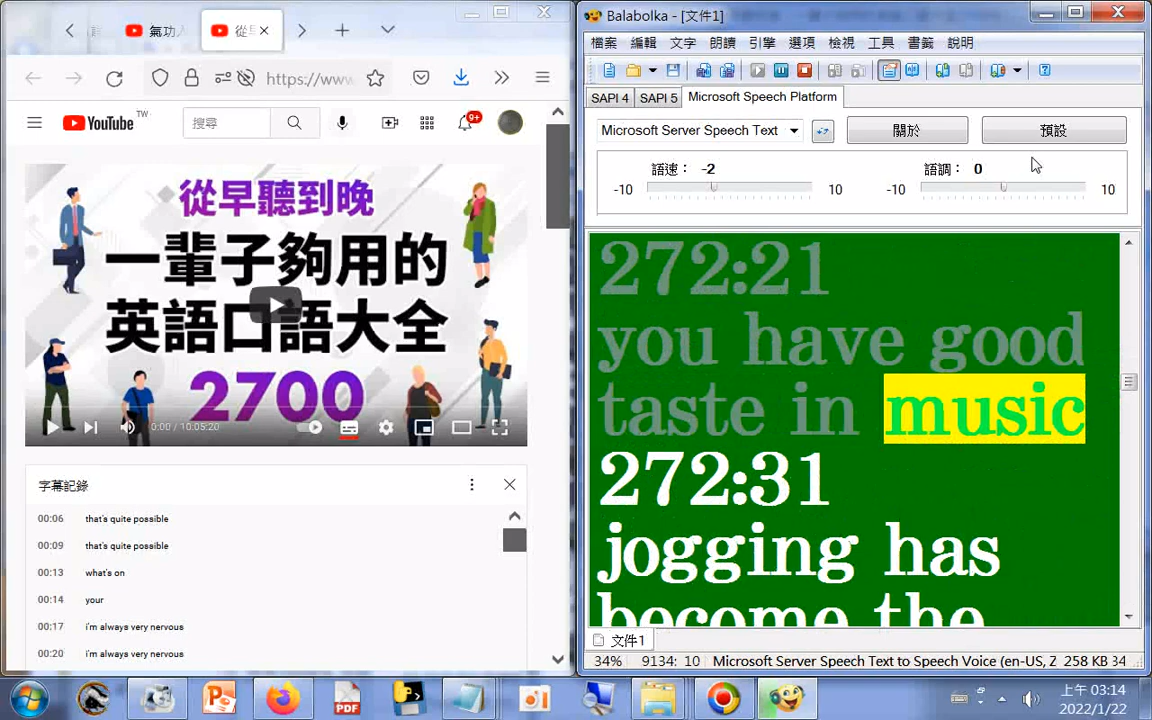 氣功
從
https://www
YouTube TW
搜尋
9+
從早聽到晚
一輩子夠用的
英語口語大全
2700
0:00 / 10:05:20
字幕記錄
00:06 that's quite possible
00:09 that's quite possible
00:13 what's on
00:14 your
00:17 i'm always very nervous
00:20 i'm always very nervous
Balabolka - [文件1]
檔案 編輯 文字 朗讀 引擎 選項 檢視 工具 書籤 說明
SAPI 4 SAPI 5 Microsoft Speech Platform
Microsoft Server Speech Text 關於 預設
語速： -2 語調： 0
-10 10 -10 10
272:21
you have good
taste in music
272:31
jogging has
become the
文件1
34% 9134: 10 Microsoft Server Speech Text to Speech Voice (en-US, Z 258 KB 34
PDF
上午 03:14
2022/1/22